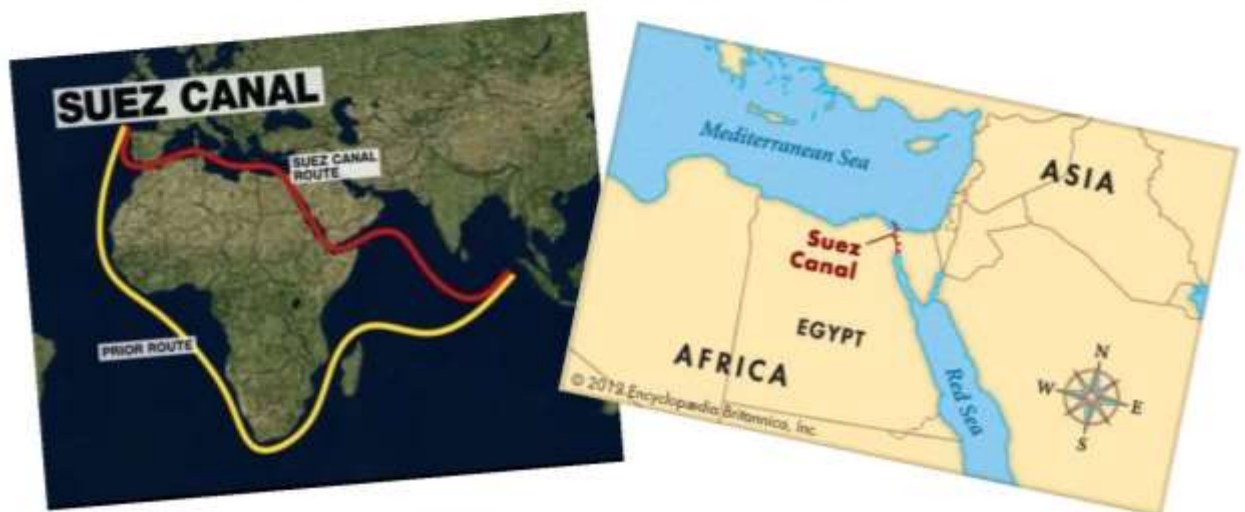 SUEZ CANAL
SUEZ CANAL
ROUTE
PRIOR ROUTE
Mediterranean Sea
ASIA
Suez
Canal
EGYPT
AFRICA
Red Sea
N
W
E
S
© 2012 Encyclopædia Britannica, Inc.